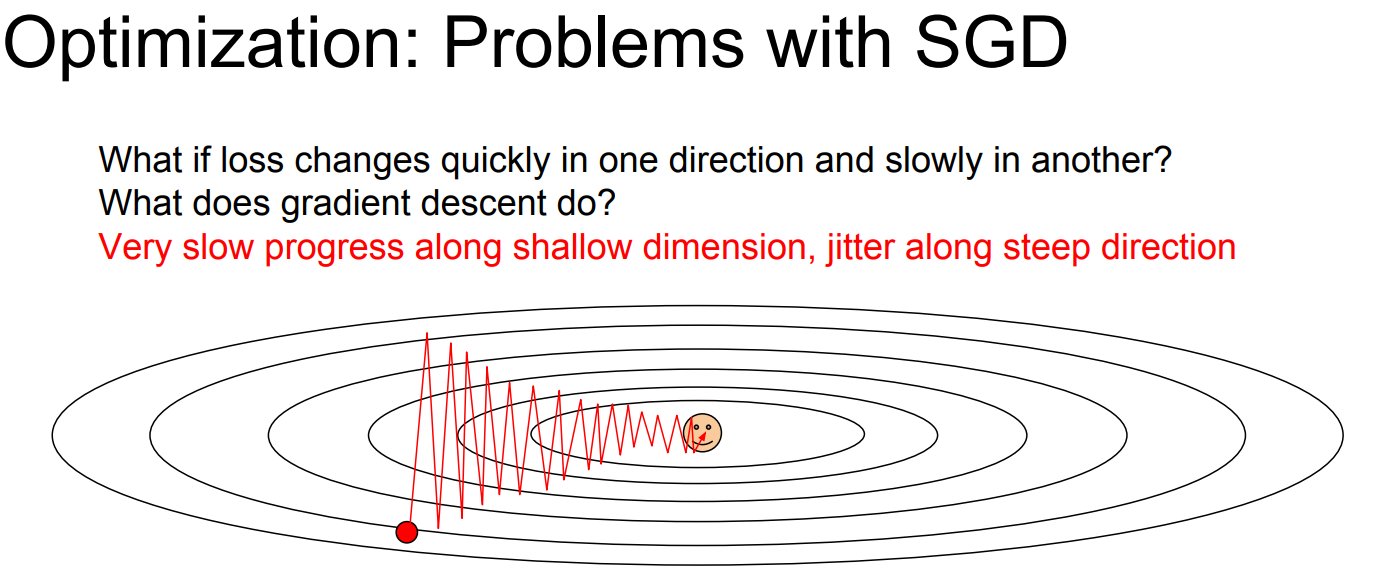 Optimization: Problems with SGD
What if loss changes quickly in one direction and slowly in another?
What does gradient descent do?
Very slow progress along shallow dimension, jitter along steep direction